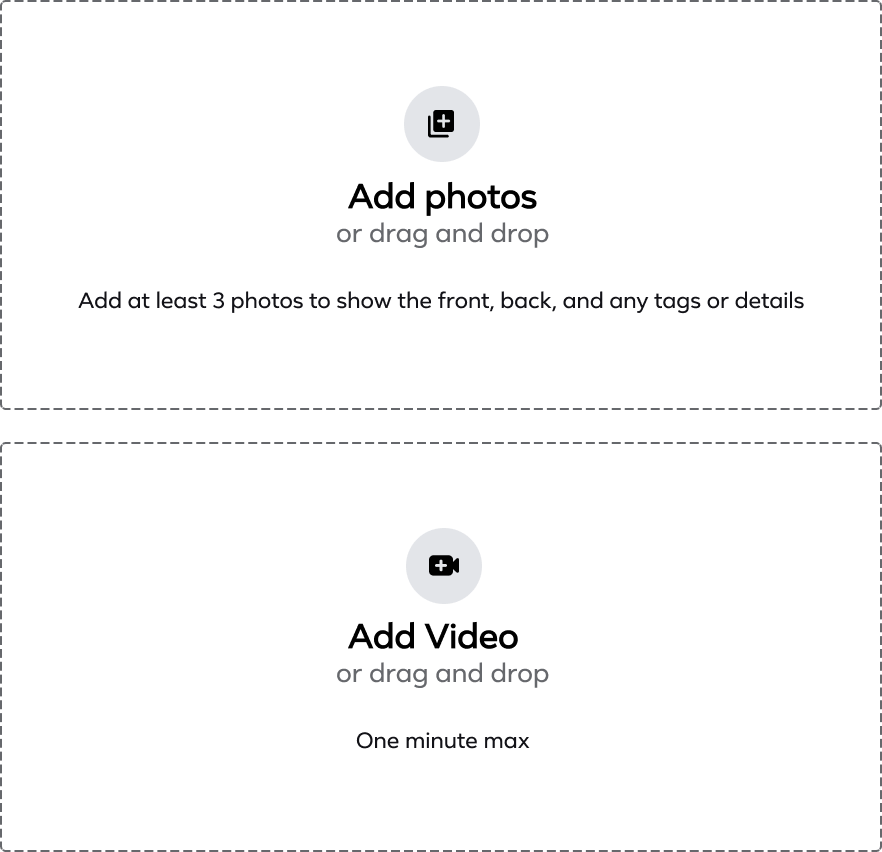 Add photos
or drag and drop
Add at least 3 photos to show the front, back, and any tags or details
Add Video
or drag and drop
One minute max